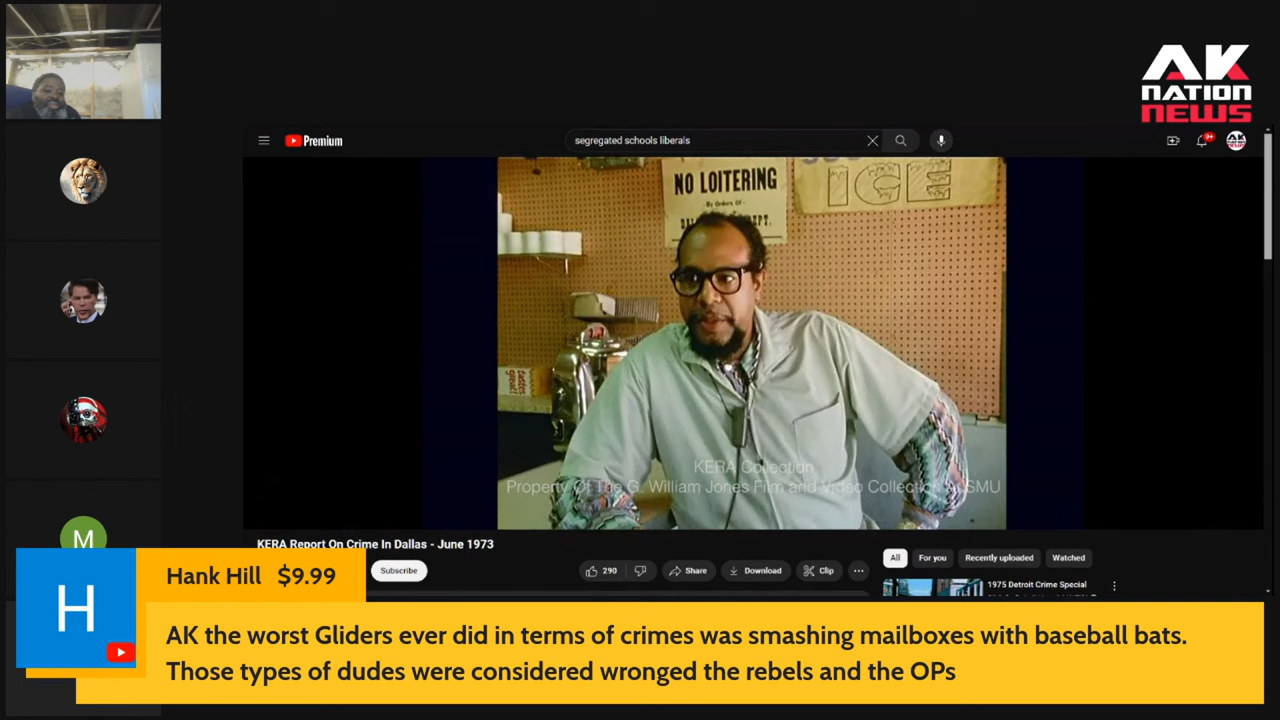 AK
NATION
NEWS
Premium
segregated schools liberals
9+
NO LOITERING
ICE
KERA Collection
Property Of The G. William Jones Film and Video Collection
SMU
KERA Report On Crime In Dallas - June 1973
Subscribe
290
Share
Download
Clip
All
For you
Recently uploaded
Watched
1975 Detroit Crime Special
M
H
Hank Hill $9.99
AK the worst Gliders ever did in terms of crimes was smashing mailboxes with baseball bats.
Those types of dudes were considered wronged the rebels and the OPs